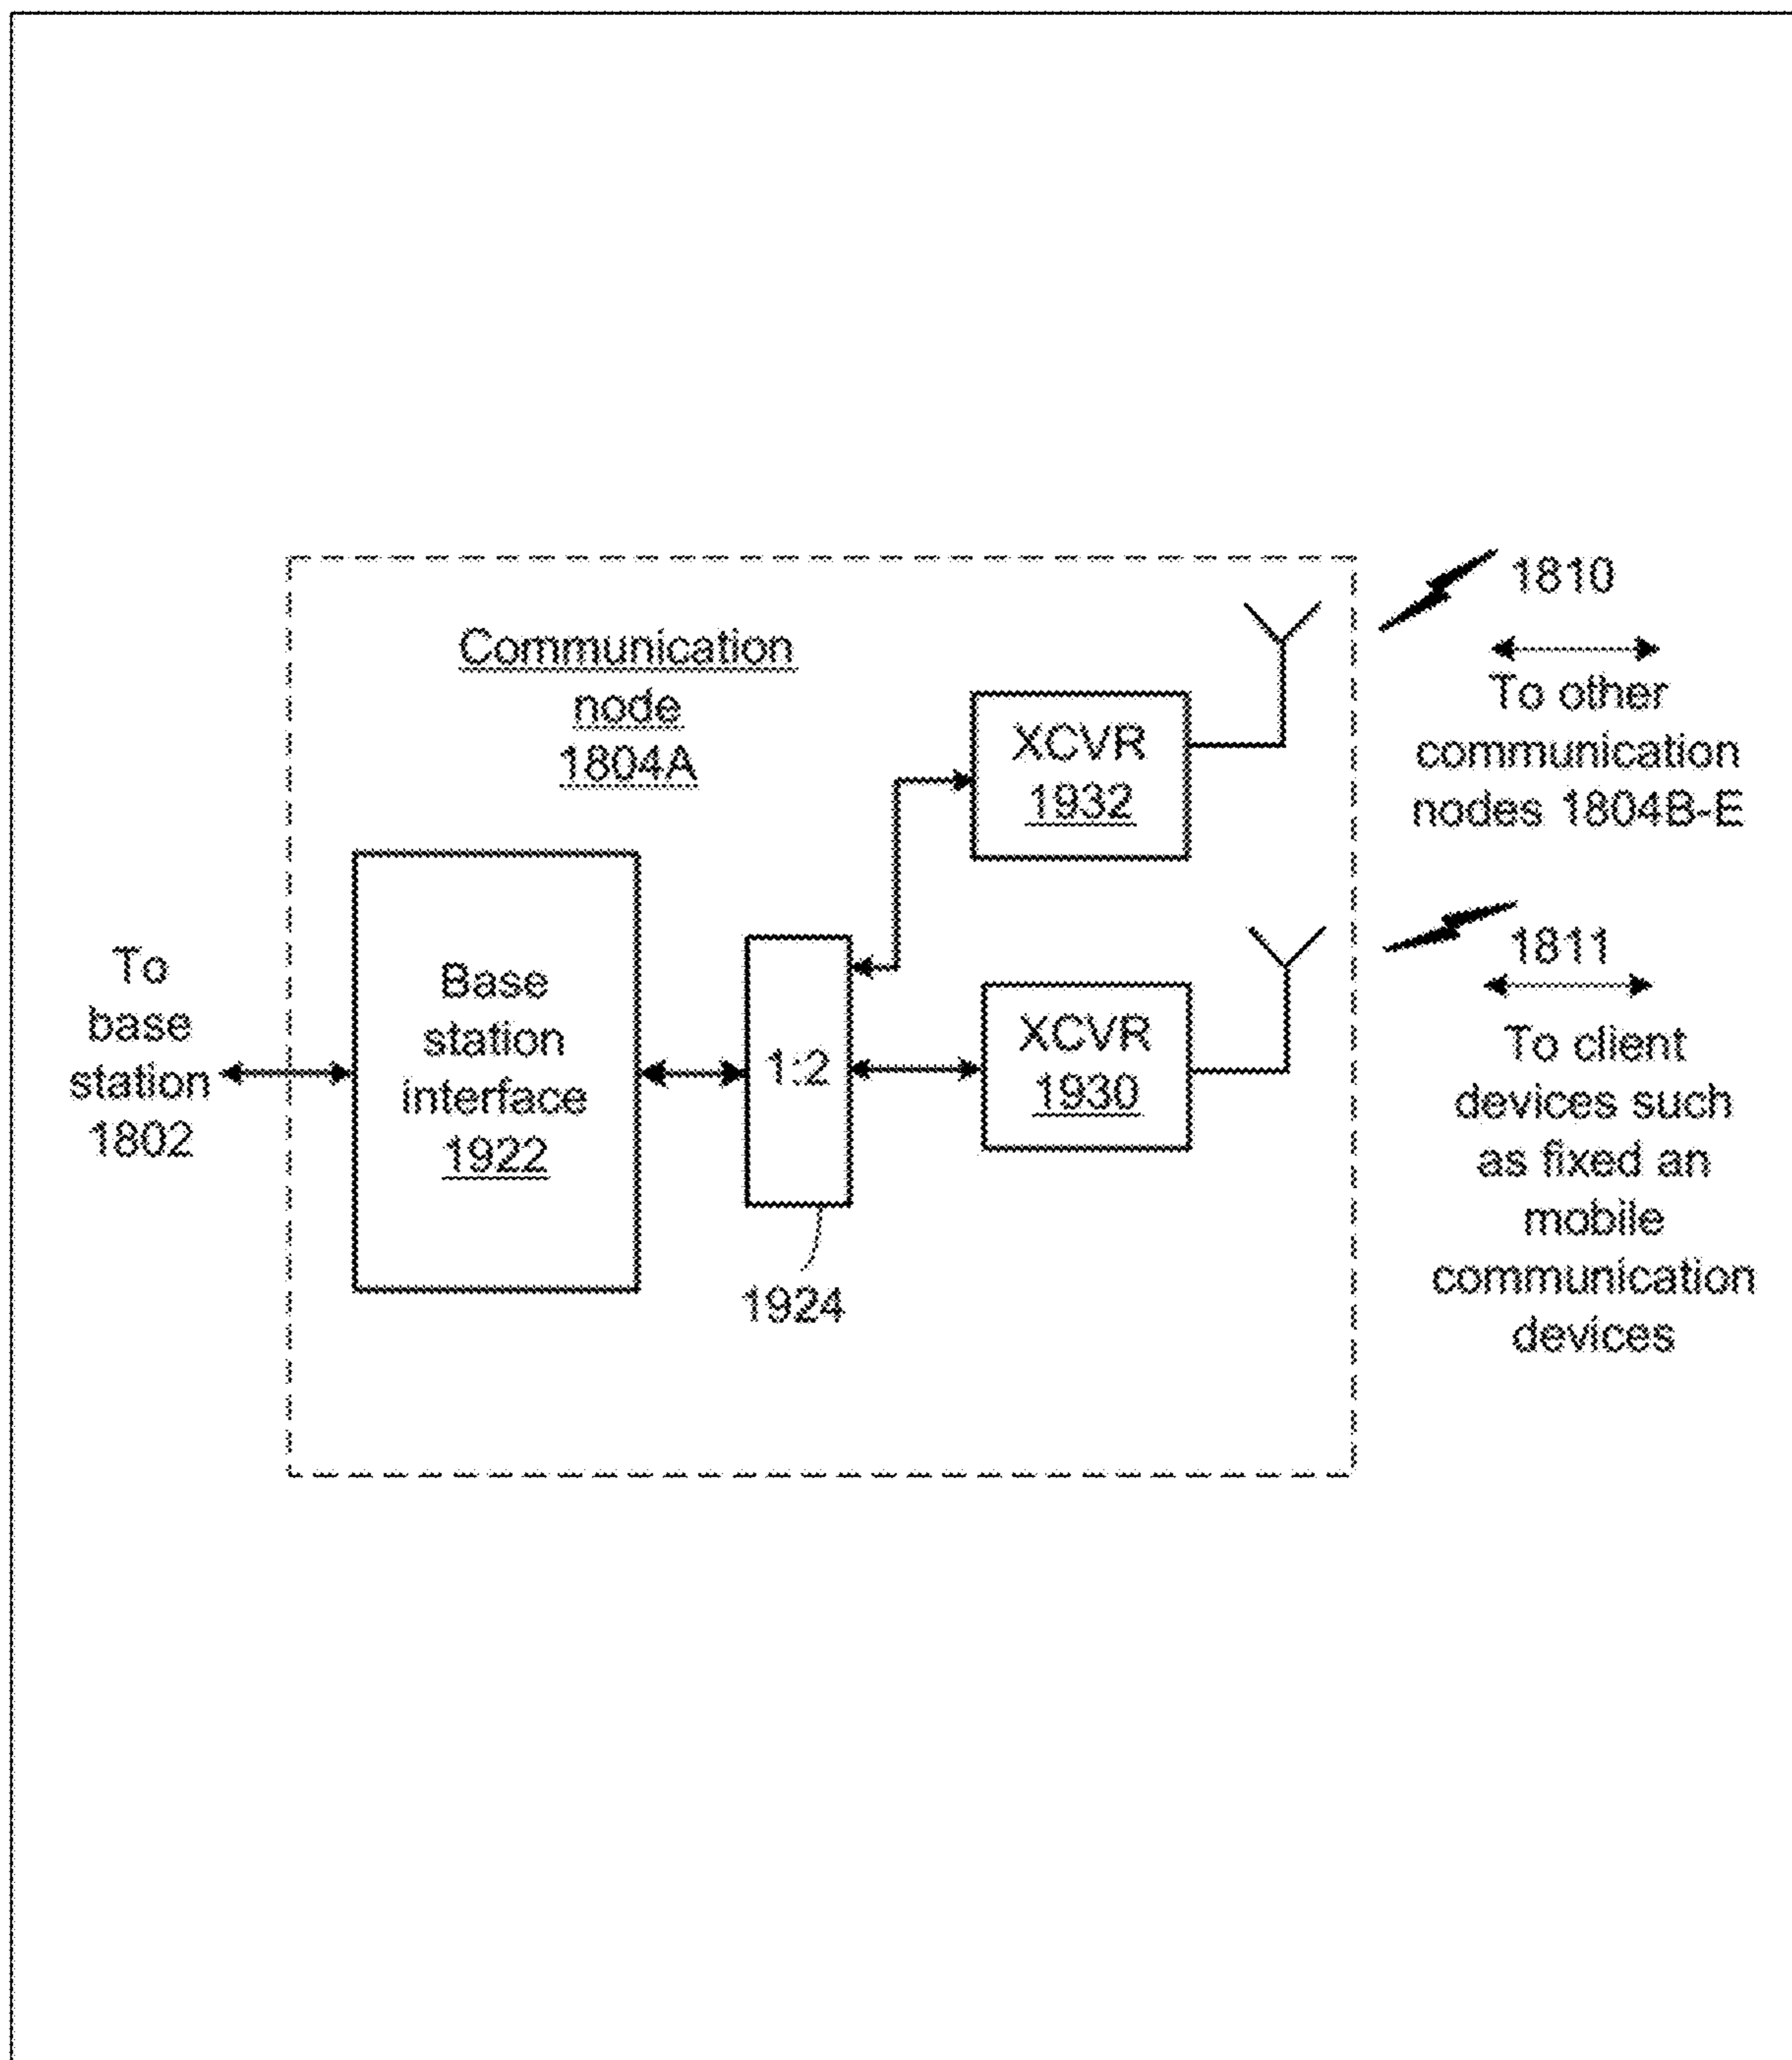 Communication
node
1804A
To
base
station
1802
Base
station
interface
1922
1:2
1924
XCVR
1932
XCVR
1930
1810
To other
communication
nodes 1804B-E
1811
To client
devices such
as fixed an
mobile
communication
devices